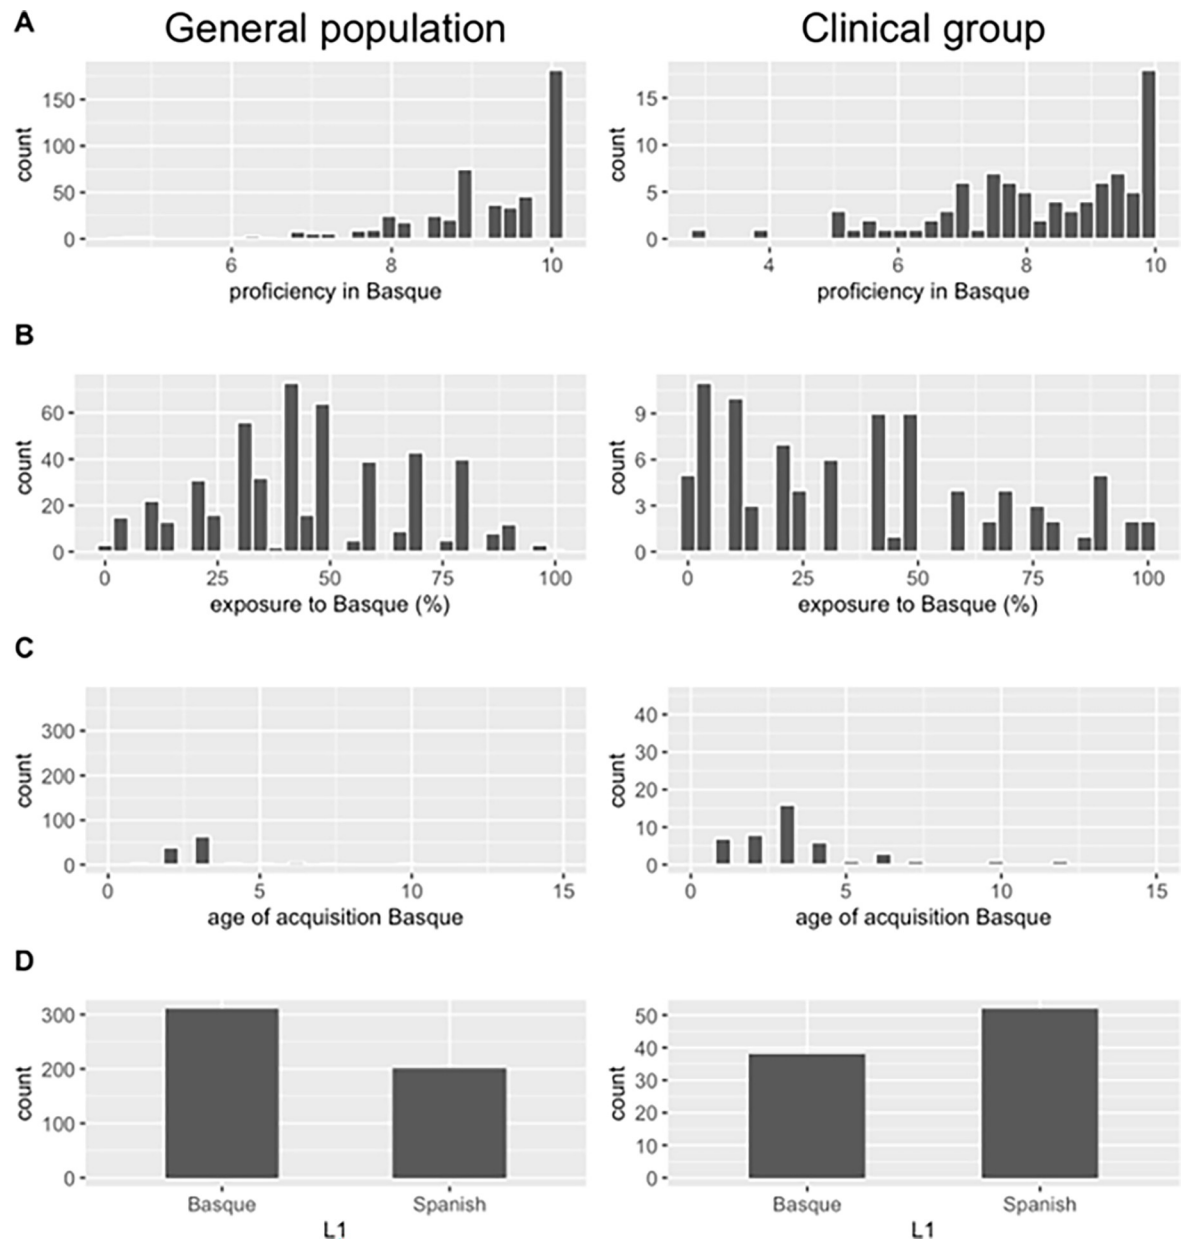 A
General population
Clinical group
150
100
50
0
count
6
8
10
proficiency in Basque
15
10
5
0
count
4
6
8
10
proficiency in Basque
B
60
40
20
0
count
0
25
50
75
100
exposure to Basque (%)
9
6
3
0
count
0
25
50
75
100
exposure to Basque (%)
C
300
200
100
0
count
0
5
10
15
age of acquisition Basque
40
30
20
10
0
count
0
5
10
15
age of acquisition Basque
D
300
200
100
0
count
Basque
Spanish
L1
50
40
30
20
10
0
count
Basque
Spanish
L1